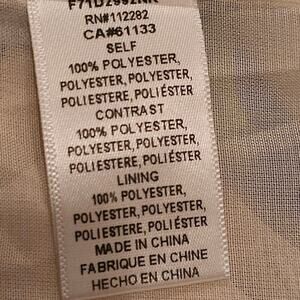 RN#112282
CA#61133
SELF
100% POLYESTER,
POLYESTER, POLYESTER,
POLIESTERE, POLIÉSTER
CONTRAST
100% POLYESTER,
POLYESTER, POLYESTER,
POLIESTERE, POLIÉSTER
LINING
100% POLYESTER,
POLYESTER, POLYESTER,
POLIESTERE, POLIÉSTER
MADE IN CHINA
FABRIQUE EN CHINE
HECHO EN CHINA